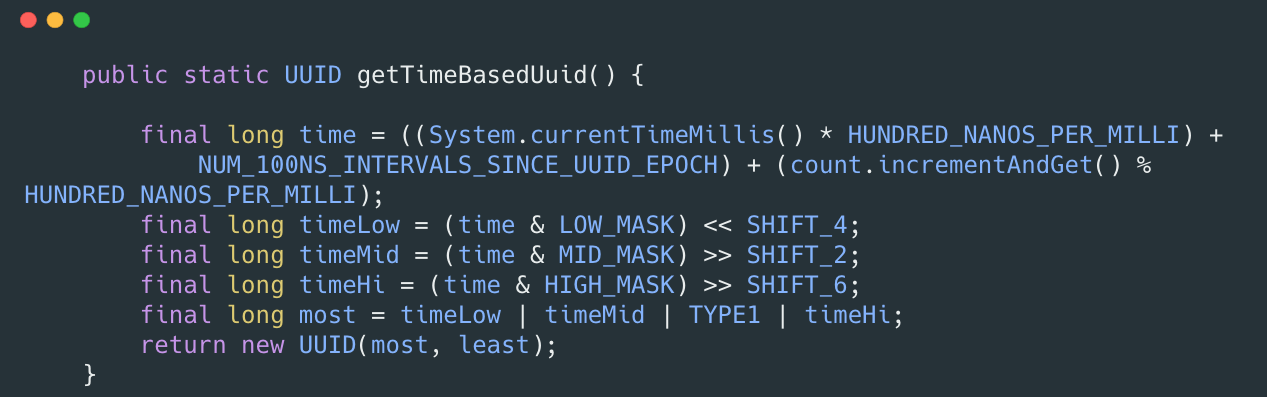 public static UUID getTimeBasedUuid() {
final long time = ((System.currentTimeMillis() * HUNDRED_NANOS_PER_MILLI) +
NUM_100NS_INTERVALS_SINCE_UUID_EPOCH) + (count.incrementAndGet() %
HUNDRED_NANOS_PER_MILLI);
final long timeLow = (time & LOW_MASK) << SHIFT_4;
final long timeMid = (time & MID_MASK) >> SHIFT_2;
final long timeHi = (time & HIGH_MASK) >> SHIFT_6;
final long most = timeLow | timeMid | TYPE1 | timeHi;
return new UUID(most, least);
}